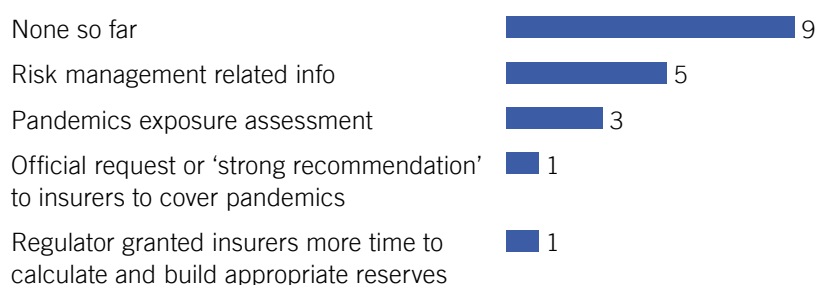 None so far 9
Risk management related info 5
Pandemics exposure assessment 3
Official request or ‘strong recommendation’ 1
to insurers to cover pandemics
Regulator granted insurers more time to 1
calculate and build appropriate reserves